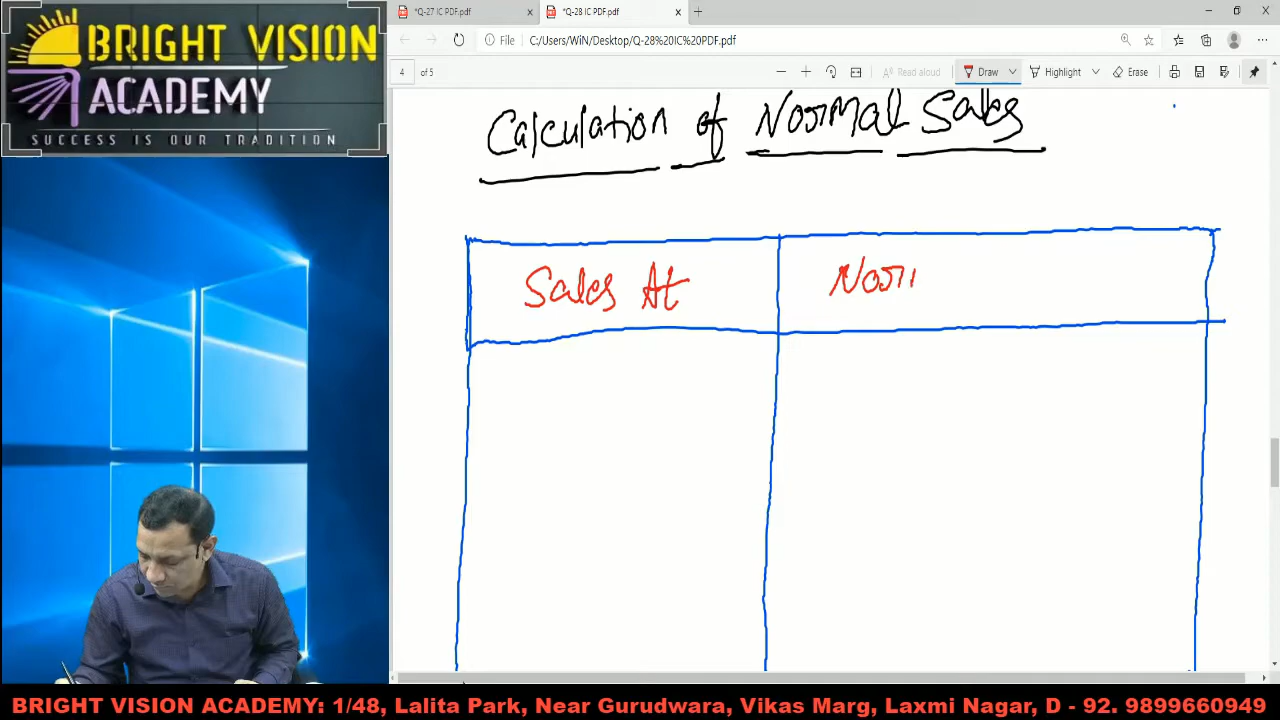 BRIGHT VISION
ACADEMY
SUCCESS IS OUR TRADITION
*Q-27 IC PDF.pdf
*Q-28 IC PDF.pdf
File
C:/Users/WiN/Desktop/Q-28%20IC%20PDF.pdf
4 of 5
Read aloud
Draw
Highlight
Erase
Calculation of Normal Sales
Sales At
Nor
BRIGHT VISION ACADEMY: 1/48, Lalita Park, Near Gurudwara, Vikas Marg, Laxmi Nagar, D - 92. 9899660949